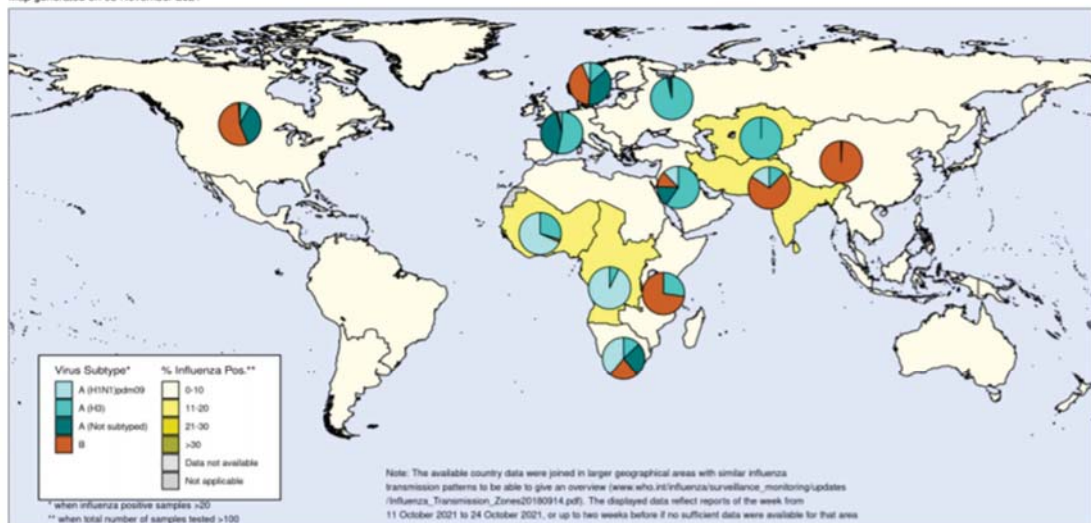 Virus Subtype*
A (H1N1)pdm09
A (H3)
A (Not subtyped)
B
% Influenza Pos.**
0-10
11-20
21-30
>30
Data not available
Not applicable
* when influenza positive samples >20
** when total number of samples tested >100
Note: The available country data were joined in larger geographical areas with similar influenza
transmission patterns to be able to give an overview (www.who.int/influenza/surveillance_monitoring/updates
/Influenza_Transmission_Zones20180914.pdf). The displayed data reflect reports of the week from
11 October 2021 to 24 October 2021, or up to two weeks before if no sufficient data were available for that area